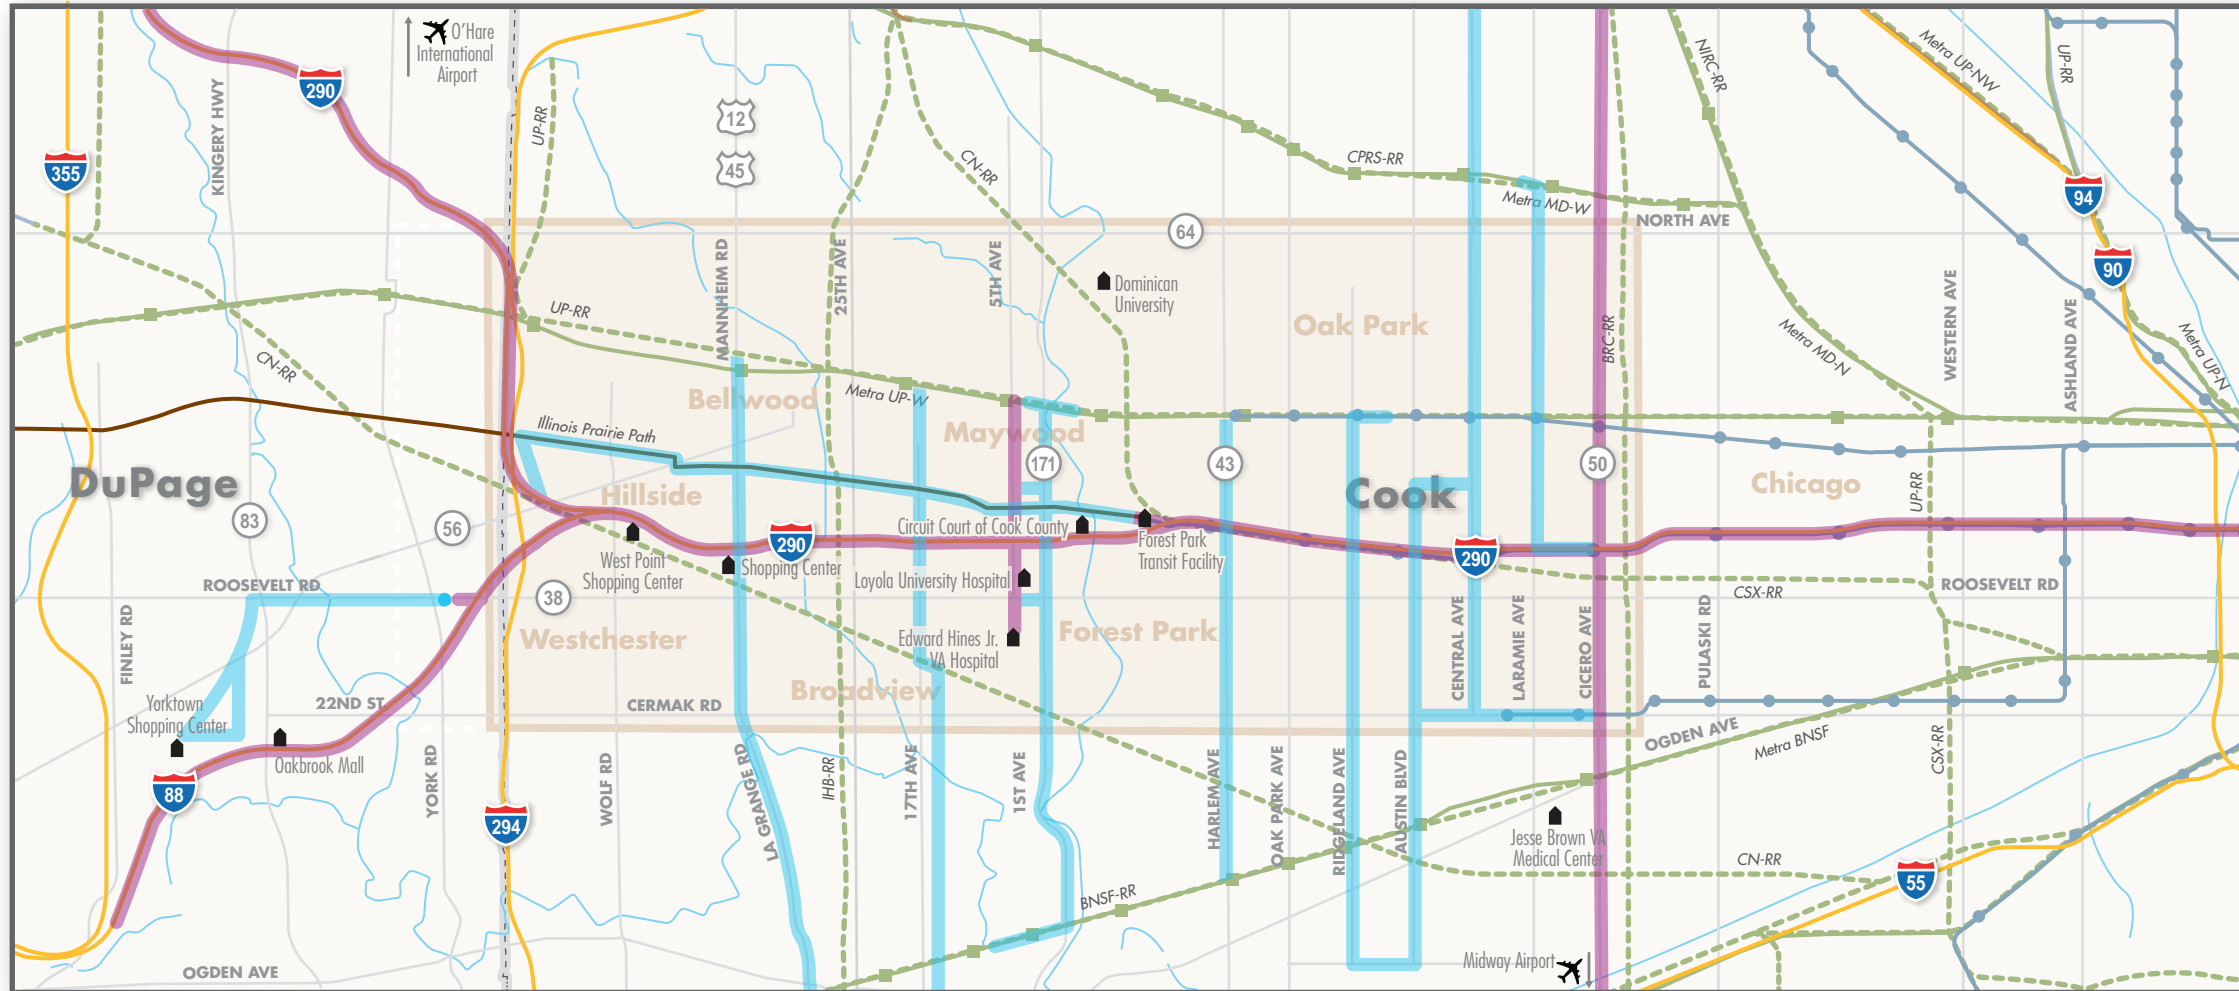 O'Hare
International
Airport
290
KINGERY HWY
355
UP-RR
12
45
CN-RR
CPRS-RR
Metra MD-W
NIRC-RR
Metra UP-NW
UP-RR
94
90
NORTH AVE
64
MANNHEIM RD
25TH AVE
5TH AVE
Dominican
University
Oak Park
BRC-RR
WESTERN AVE
ASHLAND AVE
Metra MD-N
Metra UP-N
UP-RR
CN-RR
Bellwood
Metra UP-W
Maywood
Illinois Prairie Path
171
43
50
DuPage
Hillside
Cook
Chicago
UP-RR
83
56
Circuit Court of Cook County
Forest Park
Transit Facility
290
290
West Point
Shopping Center
Shopping Center
Loyola University Hospital
ROOSEVELT RD
38
ROOSEVELT RD
CSX-RR
FINLEY RD
Westchester
Edward Hines Jr.
VA Hospital
Forest Park
CENTRAL AVE
LARAMIE AVE
CICERO AVE
PULASKI RD
Yorktown
Shopping Center
22ND ST
CERMAK RD
Broadview
OGDEN AVE
Metra BNSF
CSX-RR
Oakbrook Mall
88
YORK RD
294
WOLF RD
LA GRANGE RD
IHB-RR
17TH AVE
1ST AVE
HARLEM AVE
OAK PARK AVE
RIDGELAND AVE
AUSTIN BLVD
Jesse Brown VA
Medical Center
CN-RR
55
BNSF-RR
Midway Airport
OGDEN AVE